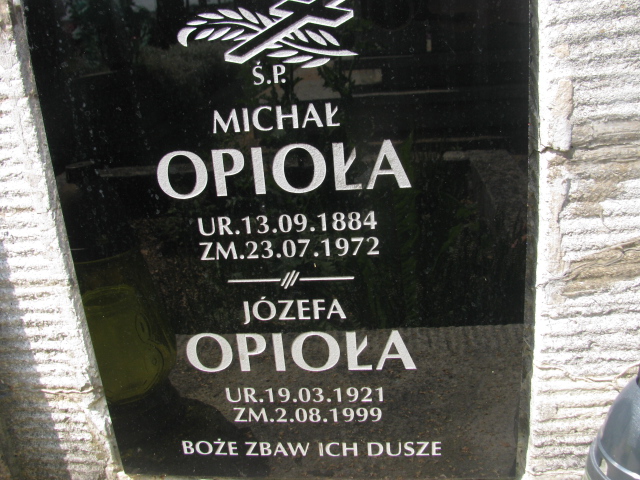 Ś.P.
MICHAŁ
OPIOŁA
UR.13.09.1884
ZM.23.07.1972
JÓZEFA
OPIOŁA
UR.19.03.1921
ZM.2.08.1999
BOŻE ZBAW ICH DUSZE